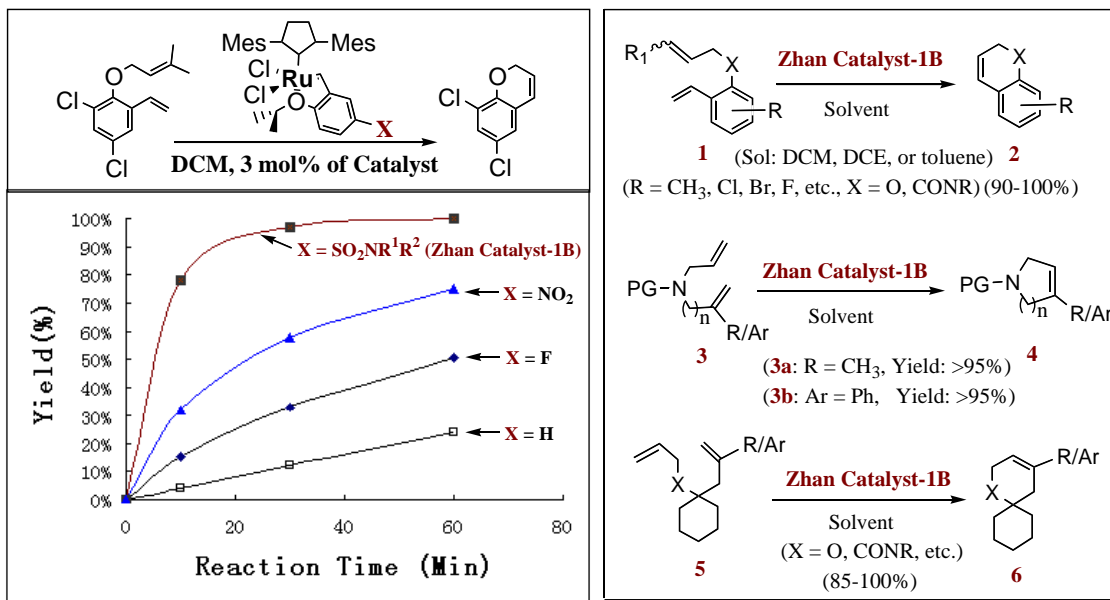 O
Cl
Cl
Mes
Mes
Cl
Cl
Ru
O
X
DCM, 3 mol% of Catalyst
O
Cl
Cl
100%
90%
80%
70%
60%
50%
40%
30%
20%
10%
0%
Yield(%)
X = SO2NR1R2 (Zhan Catalyst-1B)
X = NO2
X = F
X = H
0
20
40
60
80
Reaction Time (Min)
R1
X
R
1
Zhan Catalyst-1B
Solvent
X
R
2
(Sol: DCM, DCE, or toluene)
(R = CH3, Cl, Br, F, etc., X = O, CONR) (90-100%)
PG
N
( )n
R/Ar
3
Zhan Catalyst-1B
Solvent
PG
N
( )n
R/Ar
4
(3a: R = CH3, Yield: >95%)
(3b: Ar = Ph, Yield: >95%)
X
R/Ar
5
Zhan Catalyst-1B
Solvent
(X = O, CONR, etc.)
(85-100%)
X
R/Ar
6